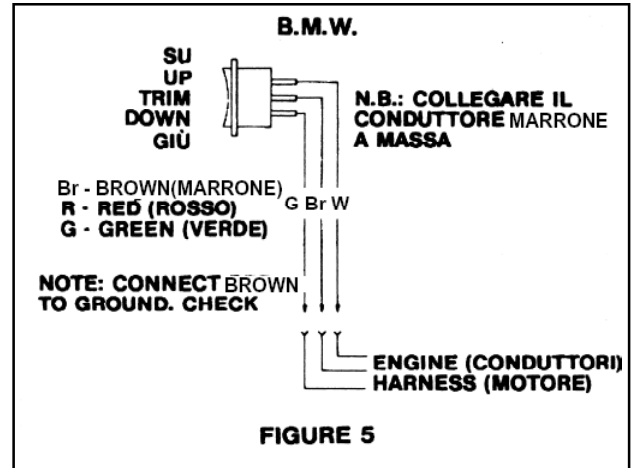 B.M.W.
SU
UP
TRIM
DOWN
GIÙ
N.B.: COLLEGARE IL
CONDUTTORE MARRONE
A MASSA
Br - BROWN(MARRONE)
R - RED (ROSSO)
G - GREEN (VERDE)
G Br W
NOTE: CONNECT BROWN
TO GROUND. CHECK
ENGINE (CONDUTTORI)
HARNESS (MOTORE)
FIGURE 5